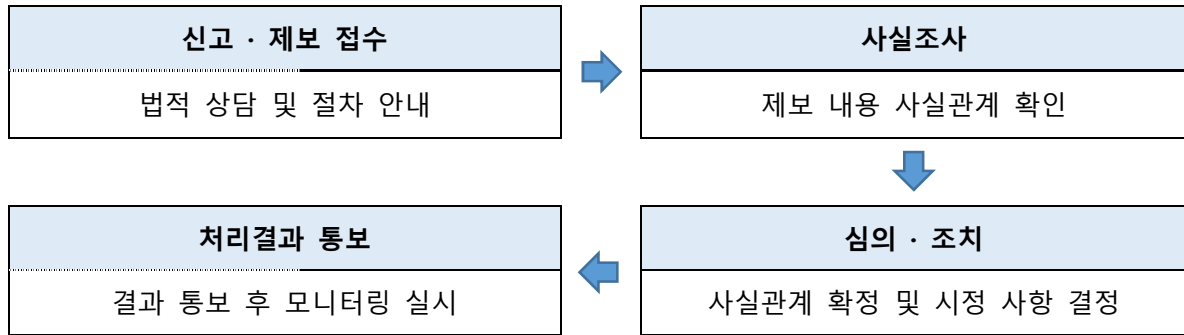 신고 · 제보 접수
법적 상담 및 절차 안내
사실조사
제보 내용 사실관계 확인
심의 · 조치
사실관계 확정 및 시정 사항 결정
처리결과 통보
결과 통보 후 모니터링 실시